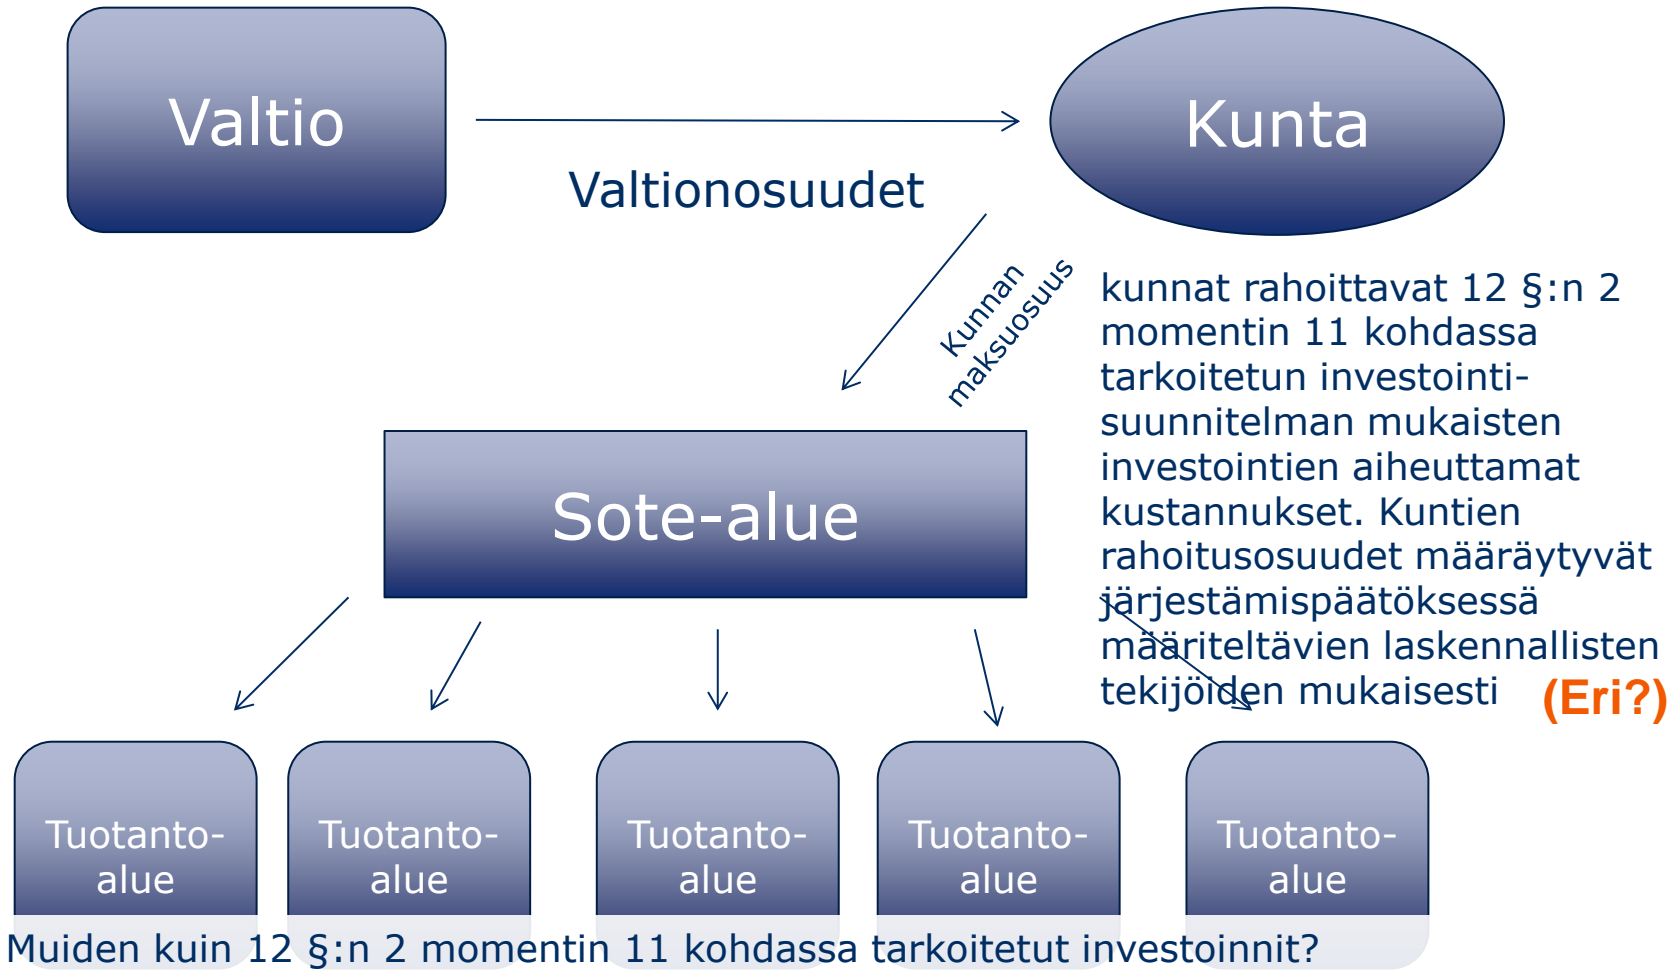 Valtio
Kunta
Valtionosuudet
Kunnan
maksuosuus
kunnat rahoittavat 12 §:n 2
momentin 11 kohdassa
tarkoitetun investointi-
suunnitelman mukaisten
investointien aiheuttamat
kustannukset. Kuntien
rahoitusosuudet määräytyvät
järjestämispäätöksessä
määriteltävien laskennallisten
tekijöiden mukaisesti
(Eri?)
Sote-alue
Tuotanto-
alue
Tuotanto-
alue
Tuotanto-
alue
Tuotanto-
alue
Tuotanto-
alue
Muiden kuin 12 §:n 2 momentin 11 kohdassa tarkoitetut investoinnit?